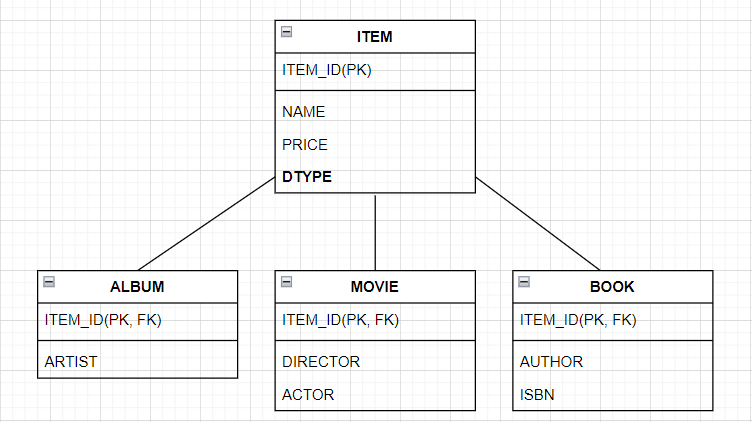 ITEM
ITEM_ID(PK)
NAME
PRICE
DTYPE
ALBUM
ITEM_ID(PK, FK)
ARTIST
MOVIE
ITEM_ID(PK, FK)
DIRECTOR
ACTOR
BOOK
ITEM_ID(PK, FK)
AUTHOR
ISBN